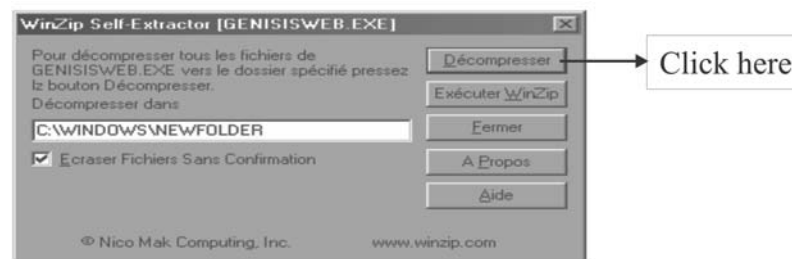 WinZip Self-Extractor [GENISISWEB.EXE]
Pour décompresser tous les fichiers de
GENISISWEB.EXE vers le dossier spécifié pressez
lz bouton Décompresser.
Décompresser dans
C:\WINDOWS\NEWFOLDER
Ecraser Fichiers Sans Confirmation
Décompresser
Exécuter WinZip
Fermer
A Propos
Aide
© Nico Mak Computing, Inc. www.winzip.com
Click here